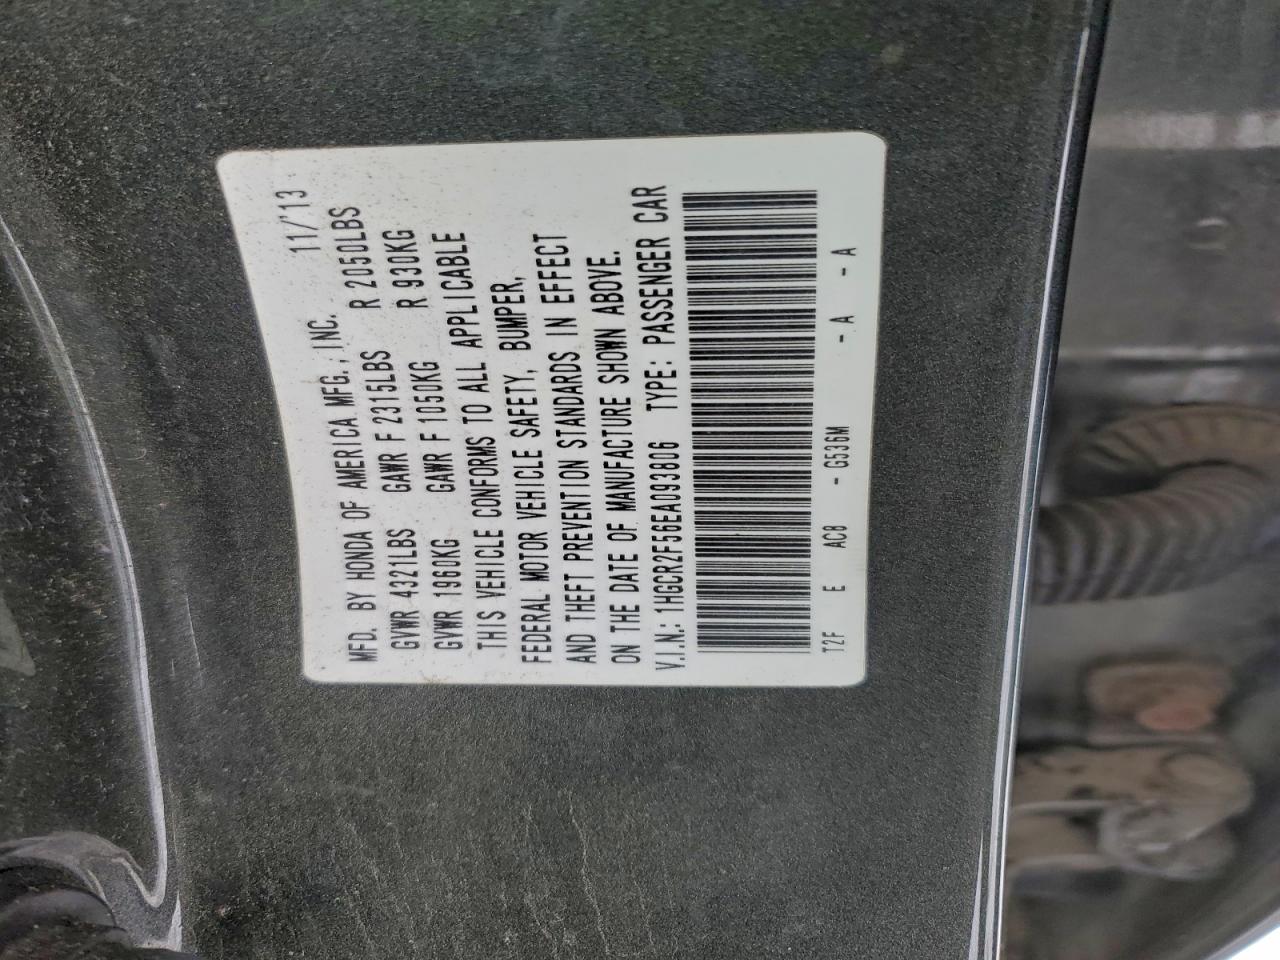 MFD. BY HONDA OF AMERICA MFG., INC. 11/'13
GVWR 4321LBS GAWR F 2315LBS R 2050LBS
GVWR 1960KG GAWR F 1050KG R 930KG
THIS VEHICLE CONFORMS TO ALL APPLICABLE
FEDERAL MOTOR VEHICLE SAFETY, BUMPER,
AND THEFT PREVENTION STANDARDS IN EFFECT
ON THE DATE OF MANUFACTURE SHOWN ABOVE.
V.I.N.: 1HGCR2F56EA093806 TYPE: PASSENGER CAR
T2F E AC8 - G536M - A - A